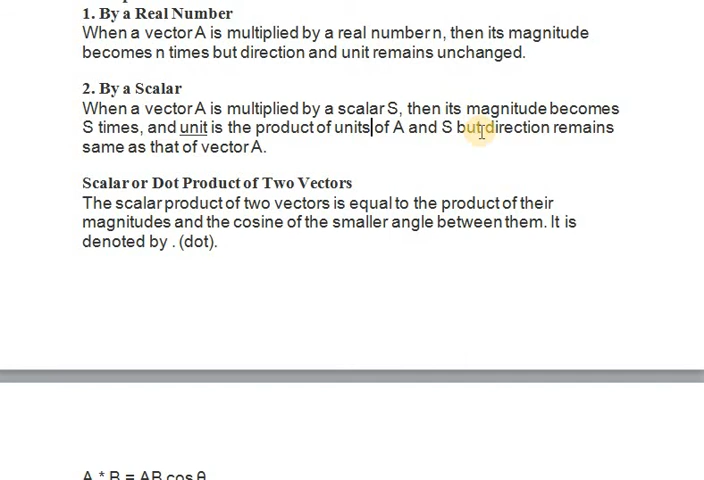 1. By a Real Number
When a vector A is multiplied by a real number n, then its magnitude
becomes n times but direction and unit remains unchanged.
2. By a Scalar
When a vector A is multiplied by a scalar S, then its magnitude becomes
S times, and unit is the product of units of A and S but direction remains
same as that of vector A.
Scalar or Dot Product of Two Vectors
The scalar product of two vectors is equal to the product of their
magnitudes and the cosine of the smaller angle between them. It is
denoted by . (dot).
A * B = AB cos θ